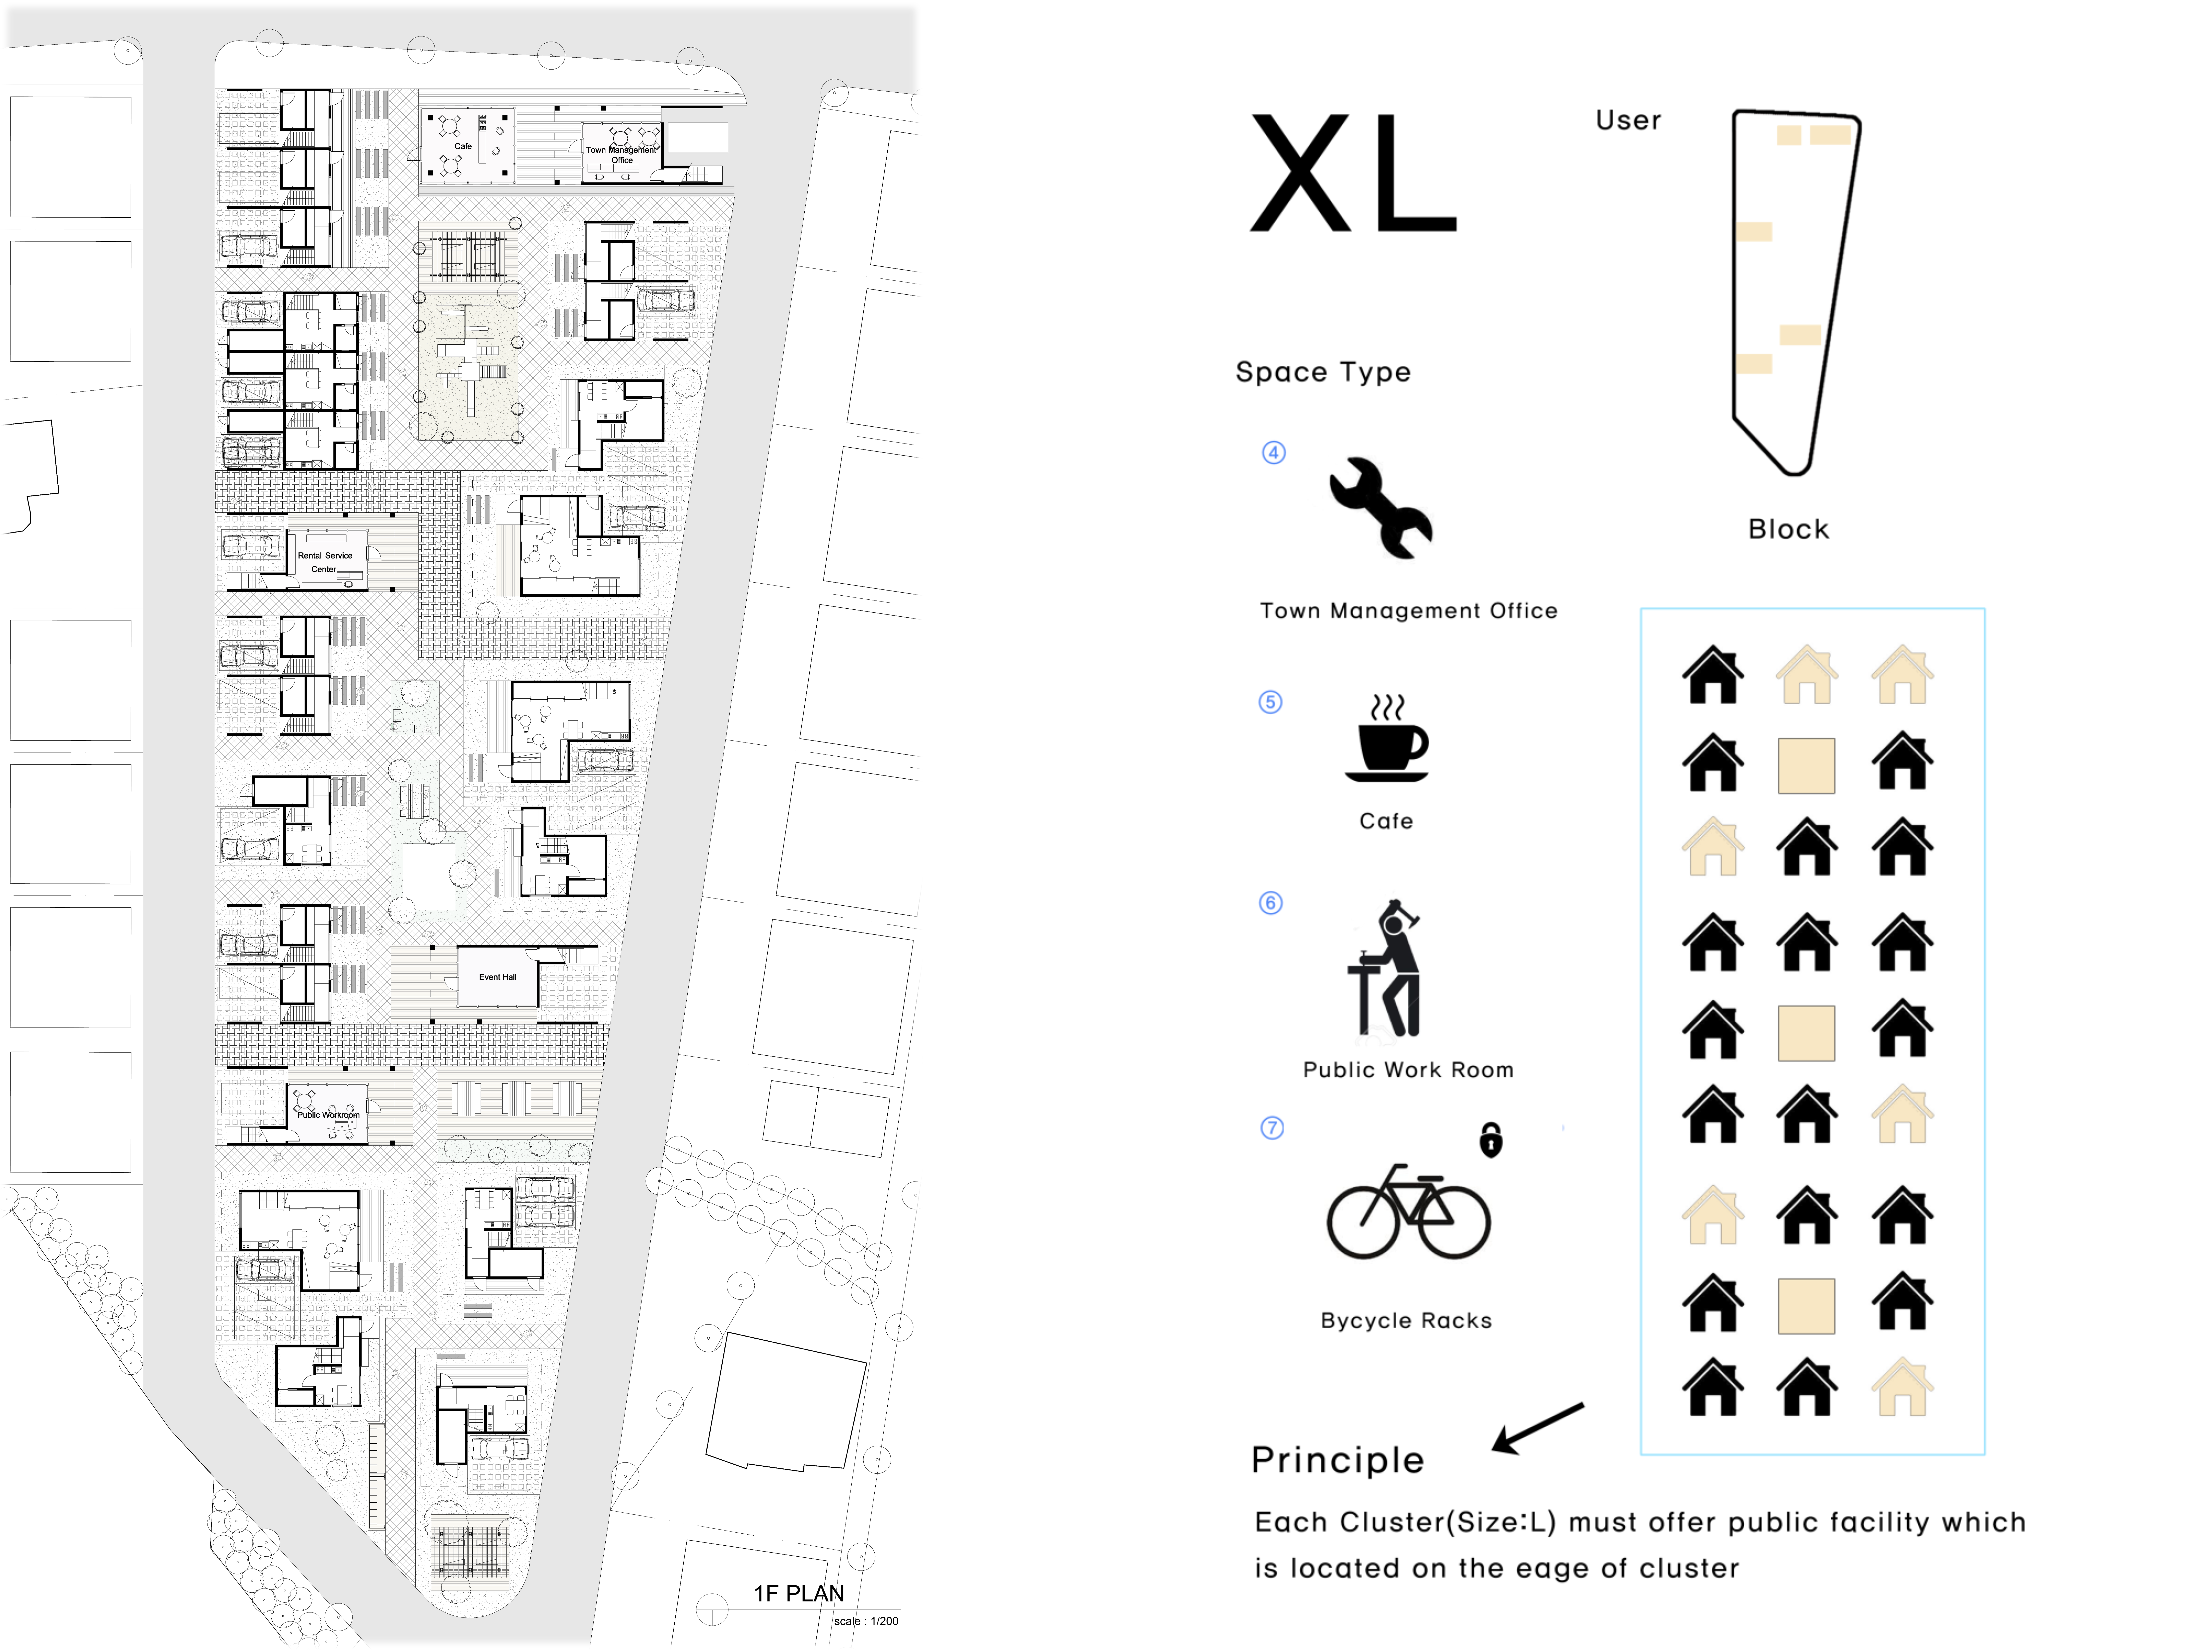 Cafe
Town Management
Office
Rental Service
Center
Event Hall
Public Workroom
1F PLAN
scale : 1/200
XL
User
Block
Space Type
④
Town Management Office
⑤
Cafe
⑥
Public Work Room
⑦
Bycycle Racks
Principle
Each Cluster(Size:L) must offer public facility which
is located on the eage of cluster